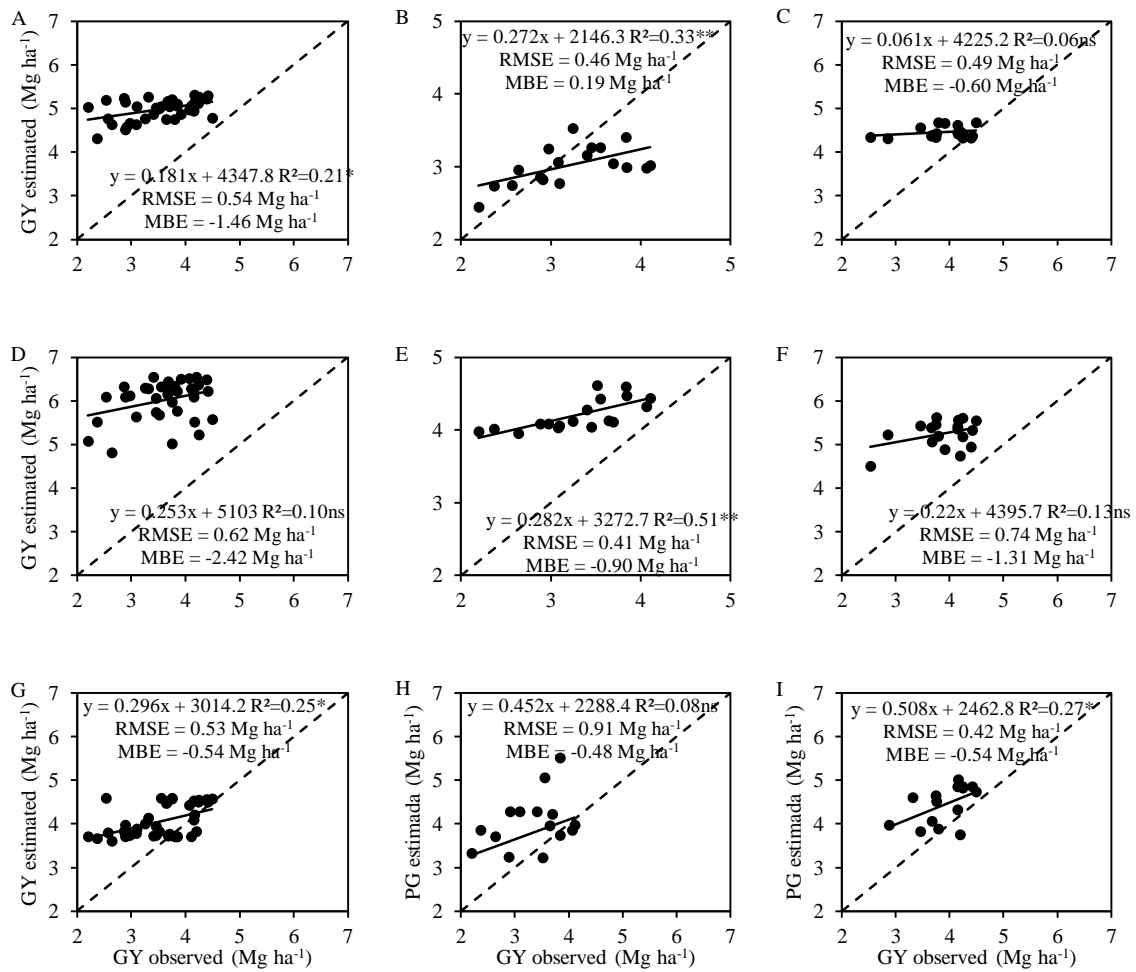 A
B
C
7
6
5
4
3
2
2 3 4 5 6 7
GY estimated (Mg ha-1)
y = 0.181x + 4347.8 R²=0.21*
RMSE = 0.54 Mg ha-1
MBE = -1.46 Mg ha-1
5
4
3
2
2 3 4 5
y = 0.272x + 2146.3 R²=0.33**
RMSE = 0.46 Mg ha-1
MBE = 0.19 Mg ha-1
7
6
5
4
3
2
2 3 4 5 6 7
y = 0.061x + 4225.2 R²=0.06ns
RMSE = 0.49 Mg ha-1
MBE = -0.60 Mg ha-1
D
E
F
7
6
5
4
3
2
2 3 4 5 6 7
GY estimated (Mg ha-1)
y = 0.253x + 5103 R²=0.10ns
RMSE = 0.62 Mg ha-1
MBE = -2.42 Mg ha-1
5
4
3
2
2 3 4 5
y = 0.282x + 3272.7 R²=0.51**
RMSE = 0.41 Mg ha-1
MBE = -0.90 Mg ha-1
7
6
5
4
3
2
2 3 4 5 6 7
y = 0.22x + 4395.7 R²=0.13ns
RMSE = 0.74 Mg ha-1
MBE = -1.31 Mg ha-1
G
H
I
7
6
5
4
3
2
2 3 4 5 6 7
GY estimated (Mg ha-1)
y = 0.296x + 3014.2 R²=0.25*
RMSE = 0.53 Mg ha-1
MBE = -0.54 Mg ha-1
GY observed (Mg ha-1)
7
6
5
4
3
2
2 3 4 5 6 7
PG estimada (Mg ha-1)
y = 0.452x + 2288.4 R²=0.08ns
RMSE = 0.91 Mg ha-1
MBE = -0.48 Mg ha-1
GY observed (Mg ha-1)
7
6
5
4
3
2
2 3 4 5 6 7
PG estimada (Mg ha-1)
y = 0.508x + 2462.8 R²=0.27*
RMSE = 0.42 Mg ha-1
MBE = -0.54 Mg ha-1
GY observed (Mg ha-1)